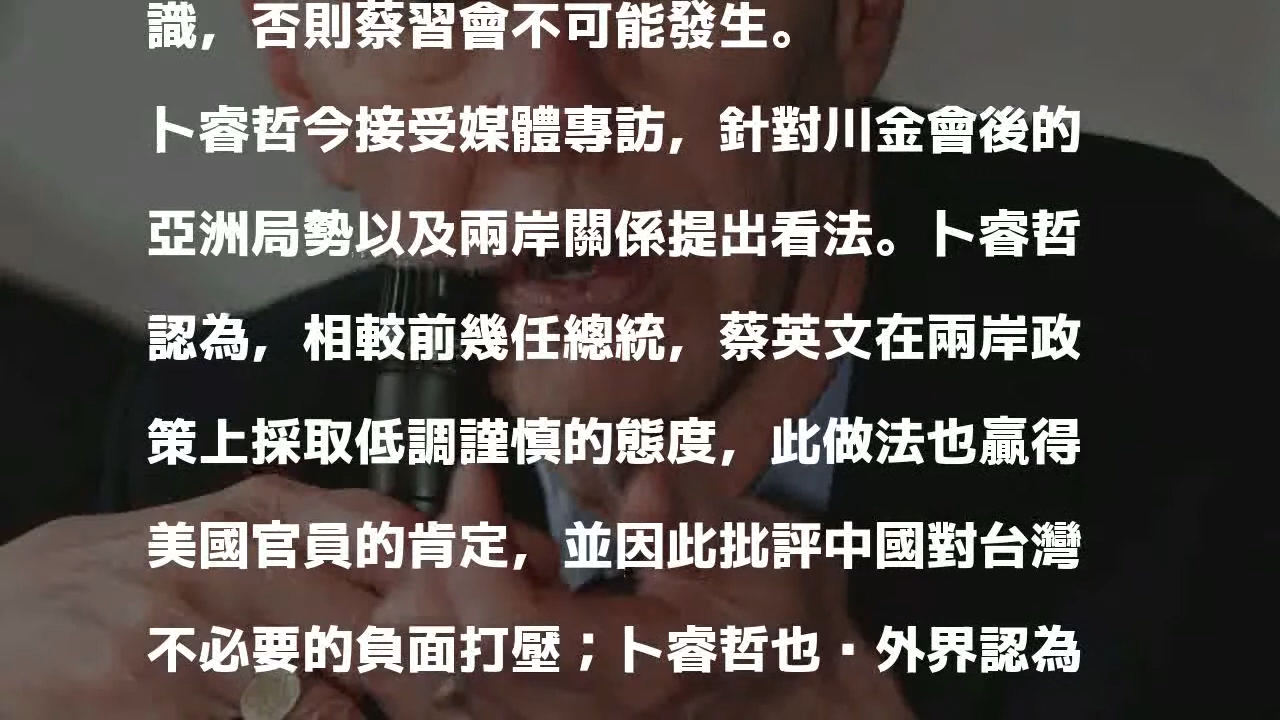 識，否則蔡習會不可能發生。
卜睿哲今接受媒體專訪，針對川金會後的
亞洲局勢以及兩岸關係提出看法。卜睿哲
認為，相較前幾任總統，蔡英文在兩岸政
策上採取低調謹慎的態度，此做法也贏得
美國官員的肯定，並因此批評中國對台灣
不必要的負面打壓；卜睿哲也▪外界認為